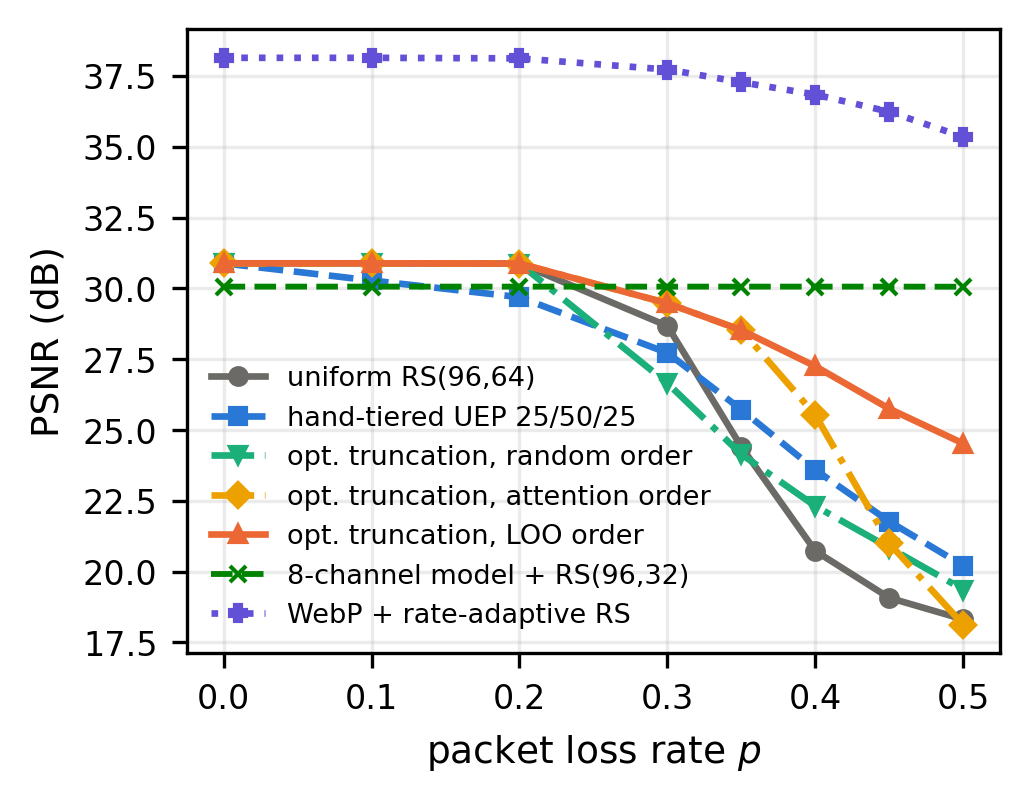 37.5
35.0
32.5
30.0
27.5
25.0
22.5
20.0
17.5
PSNR (dB)
uniform RS(96,64)
hand-tiered UEP 25/50/25
opt. truncation, random order
opt. truncation, attention order
opt. truncation, LOO order
8-channel model + RS(96,32)
WebP + rate-adaptive RS
0.0 0.1 0.2 0.3 0.4 0.5
packet loss rate p